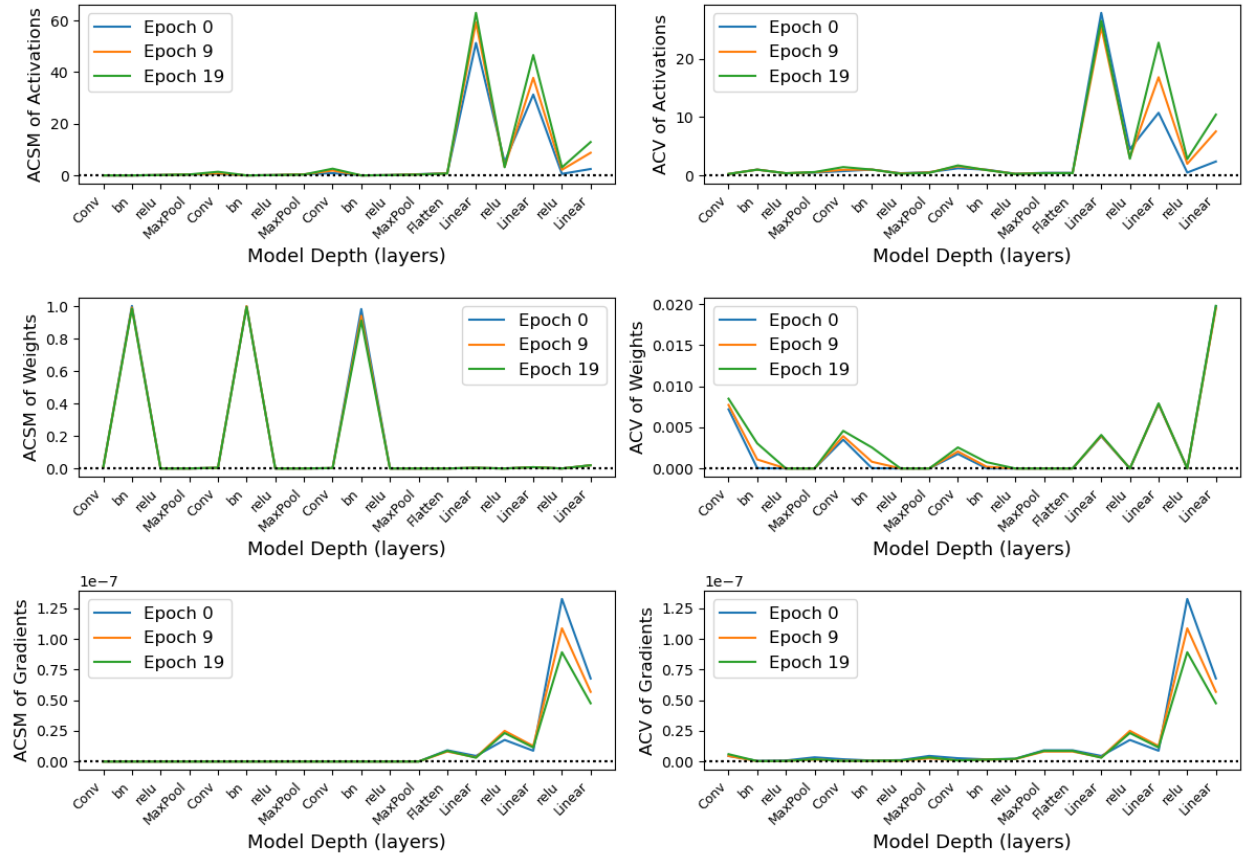 ACSM of Activations
60
40
20
0
Epoch 0
Epoch 9
Epoch 19
Conv
bn
relu
MaxPool
Conv
bn
relu
MaxPool
Conv
bn
relu
MaxPool
Flatten
Linear
relu
Linear
relu
Linear
Model Depth (layers)
ACV of Activations
20
10
0
Epoch 0
Epoch 9
Epoch 19
Conv
bn
relu
MaxPool
Conv
bn
relu
MaxPool
Conv
bn
relu
MaxPool
Flatten
Linear
relu
Linear
relu
Linear
Model Depth (layers)
ACSM of Weights
1.0
0.8
0.6
0.4
0.2
0.0
Epoch 0
Epoch 9
Epoch 19
Conv
bn
relu
MaxPool
Conv
bn
relu
MaxPool
Conv
bn
relu
MaxPool
Flatten
Linear
relu
Linear
relu
Linear
Model Depth (layers)
ACV of Weights
0.020
0.015
0.010
0.005
0.000
Epoch 0
Epoch 9
Epoch 19
Conv
bn
relu
MaxPool
Conv
bn
relu
MaxPool
Conv
bn
relu
MaxPool
Flatten
Linear
relu
Linear
relu
Linear
Model Depth (layers)
1e−7
ACSM of Gradients
1.25
1.00
0.75
0.50
0.25
0.00
Epoch 0
Epoch 9
Epoch 19
Conv
bn
relu
MaxPool
Conv
bn
relu
MaxPool
Conv
bn
relu
MaxPool
Flatten
Linear
relu
Linear
relu
Linear
Model Depth (layers)
1e−7
ACV of Gradients
1.25
1.00
0.75
0.50
0.25
0.00
Epoch 0
Epoch 9
Epoch 19
Conv
bn
relu
MaxPool
Conv
bn
relu
MaxPool
Conv
bn
relu
MaxPool
Flatten
Linear
relu
Linear
relu
Linear
Model Depth (layers)